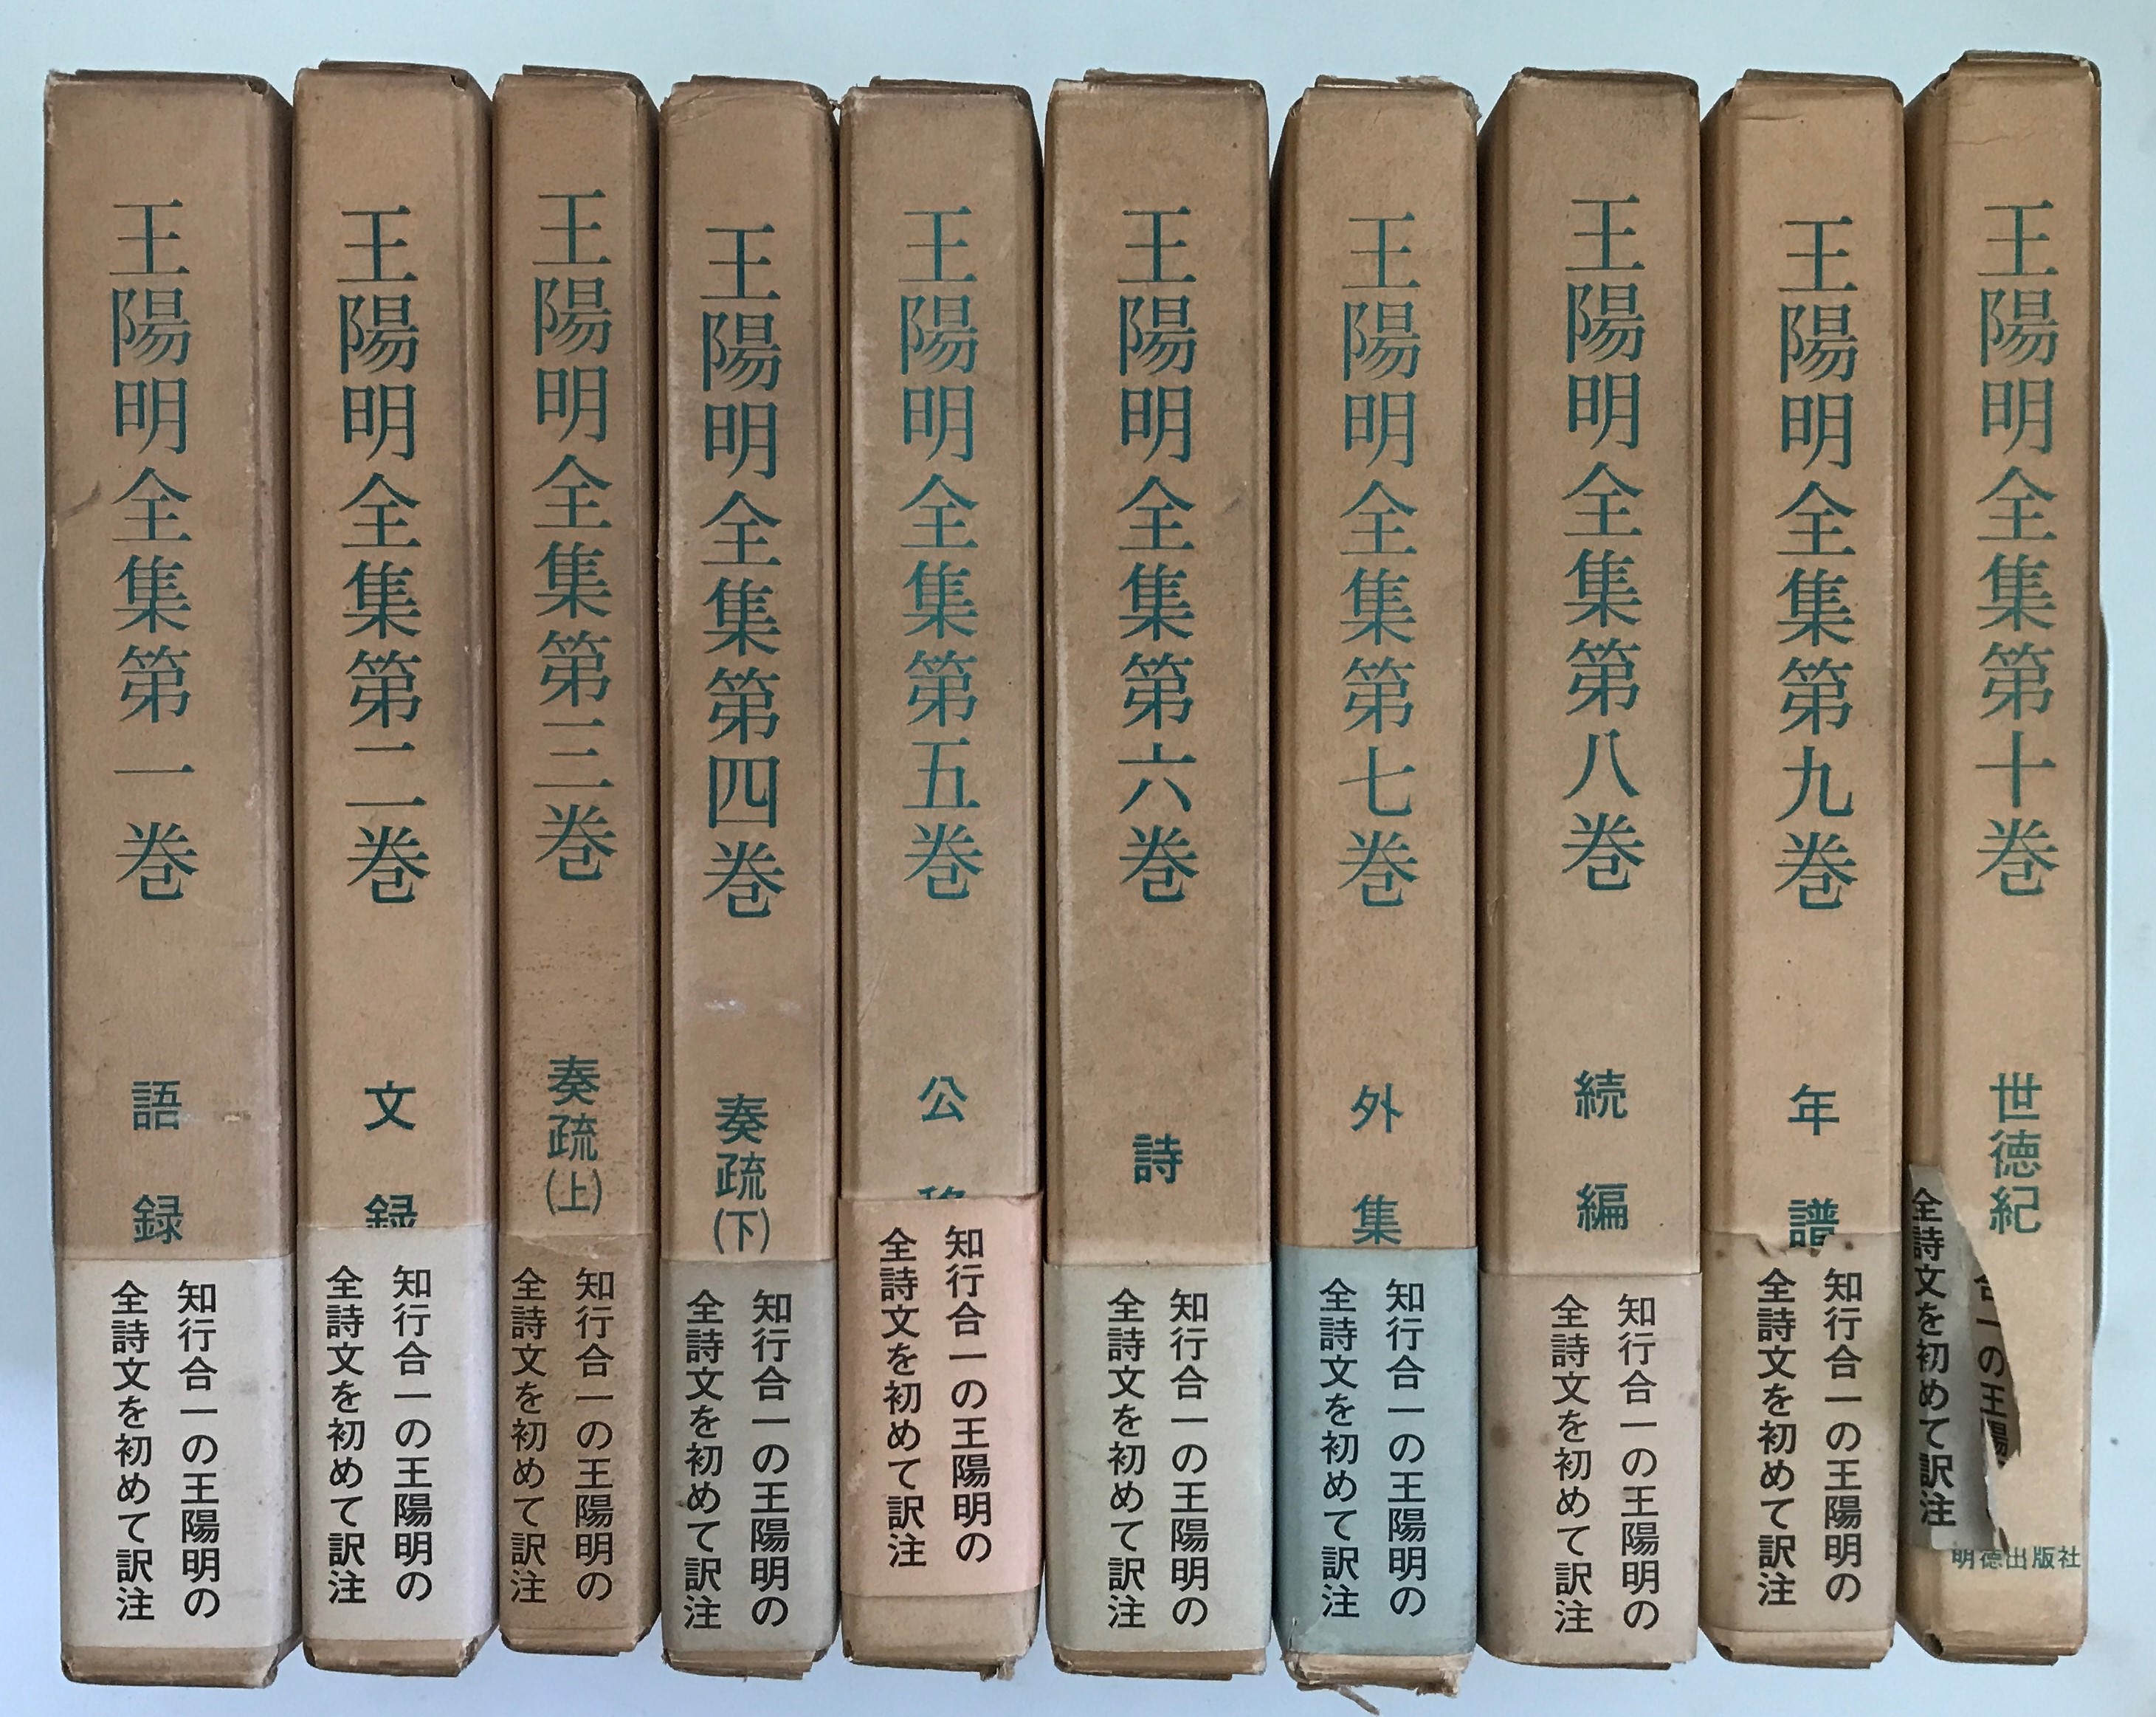 王陽明全集第一巻
語録
知行合一の王陽明の
全詩文を初めて訳注
王陽明全集第二巻
文録
知行合一の王陽明の
全詩文を初めて訳注
王陽明全集第三巻
奏疏(上)
知行合一の王陽明の
全詩文を初めて訳注
王陽明全集第四巻
奏疏(下)
知行合一の王陽明の
全詩文を初めて訳注
王陽明全集第五巻
公
知行合一の王陽明の
全詩文を初めて訳注
王陽明全集第六巻
詩
知行合一の王陽明の
全詩文を初めて訳注
王陽明全集第七巻
外集
知行合一の王陽明の
全詩文を初めて訳注
王陽明全集第八巻
続編
知行合一の王陽明の
全詩文を初めて訳注
王陽明全集第九巻
年譜
知行合一の王陽明の
全詩文を初めて訳注
王陽明全集第十巻
世徳紀
合一の王陽
全詩文を初めて訳注
明徳出版社